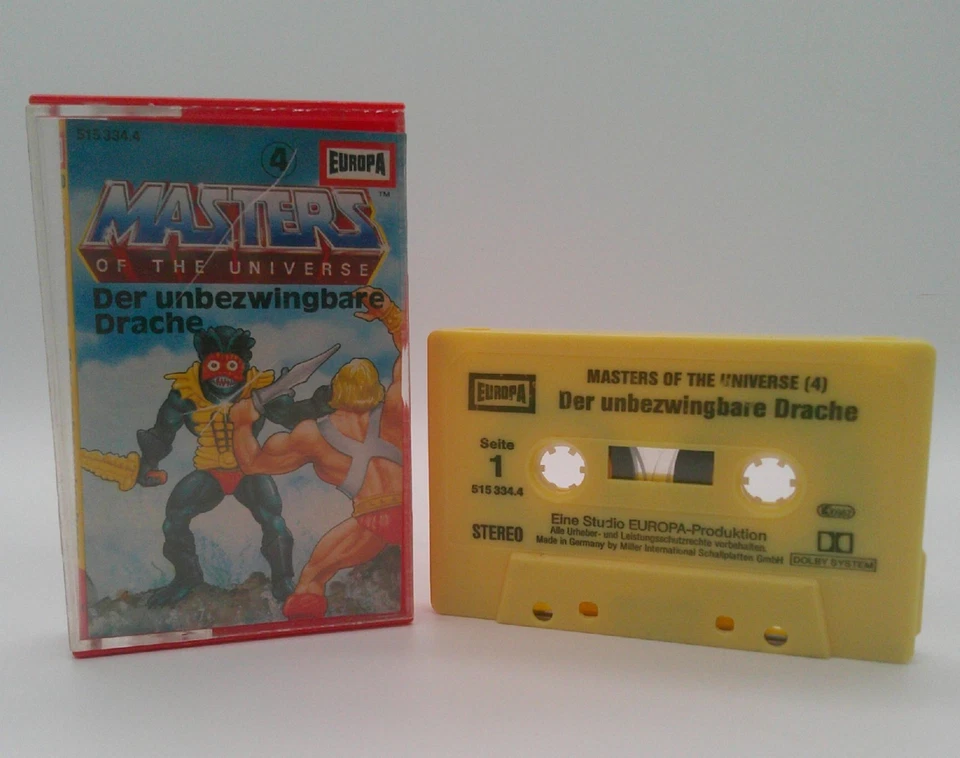 515 334.4
4
EUROPA
MASTERS
TM
OF THE UNIVERSE
Der unbezwingbare
Drache
EUROPA
MASTERS OF THE UNIVERSE (4)
Der unbezwingbare Drache
Seite
1
515 334.4
STEREO
Eine Studio EUROPA-Produktion
Alle Urheber- und Leistungsschutzrechte vorbehalten.
Made in Germany by Miller International Schallplatten GmbH
DOLBY SYSTEM